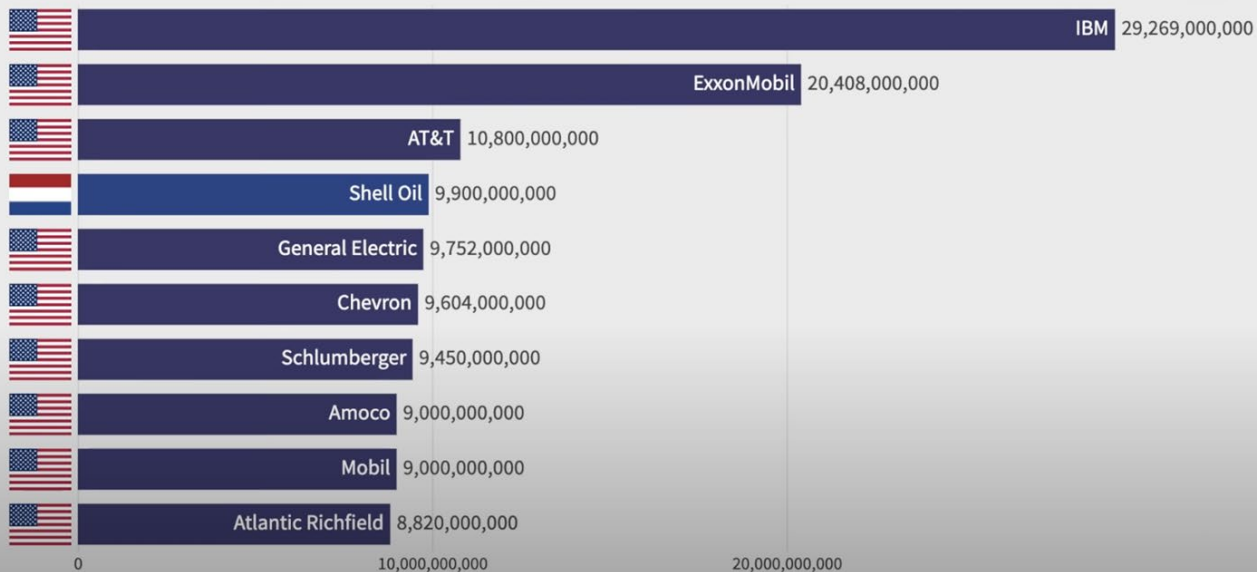 IBM 29,269,000,000
ExxonMobil 20,408,000,000
AT&T 10,800,000,000
Shell Oil 9,900,000,000
General Electric 9,752,000,000
Chevron 9,604,000,000
Schlumberger 9,450,000,000
Amoco 9,000,000,000
Mobil 9,000,000,000
Atlantic Richfield 8,820,000,000
0 10,000,000,000 20,000,000,000